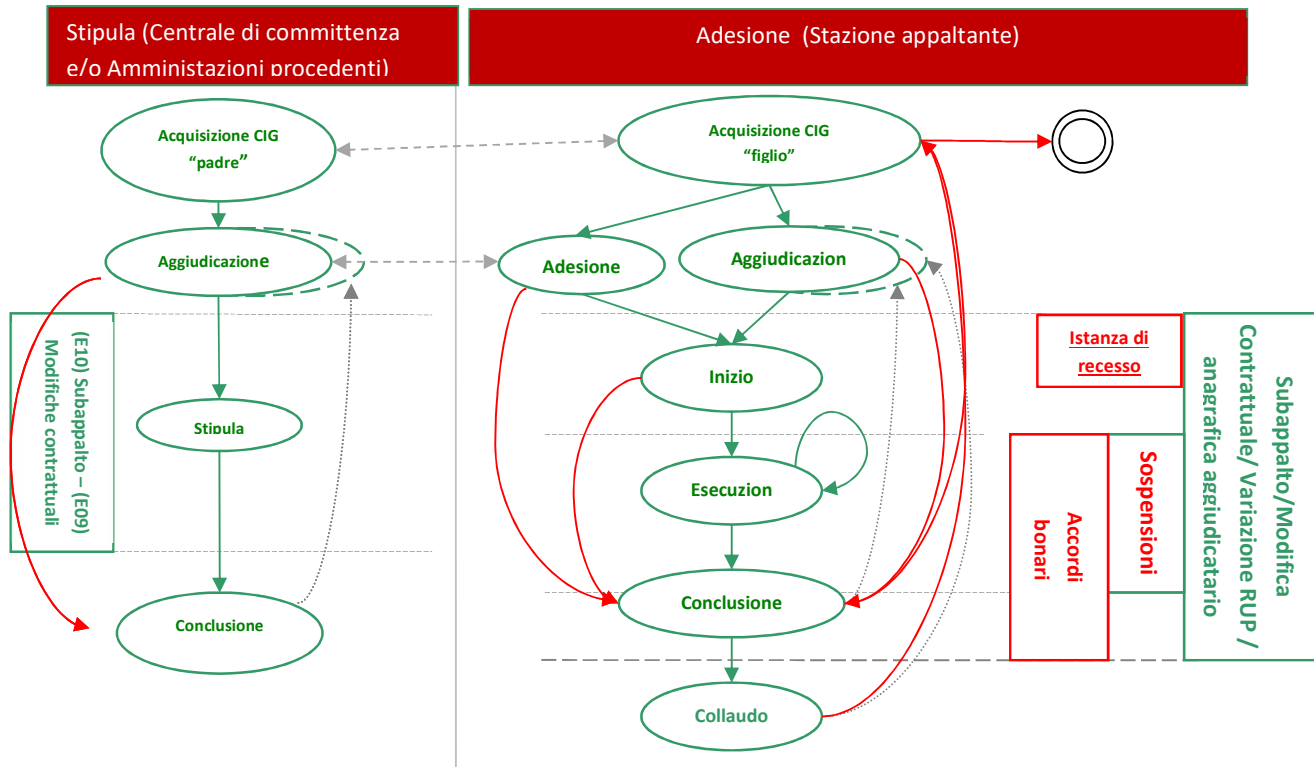 Stipula (Centrale di committenza
e/o Amministazioni procedenti)
Adesione  (Stazione appaltante)
Acquisizione CIG
“padre”
Acquisizione CIG
“figlio”
Aggiudicazione
Adesione
Aggiudicazion
(E10) Subappalto – (E09)
Modifiche contrattuali
Istanza di
recesso
Subappalto/Modifica
Contrattuale/ Variazione RUP /
anagrafica aggiudicatario
Inizio
Stipula
Sospensioni
Accordi
bonari
Esecuzion
Conclusione
Conclusione
Collaudo